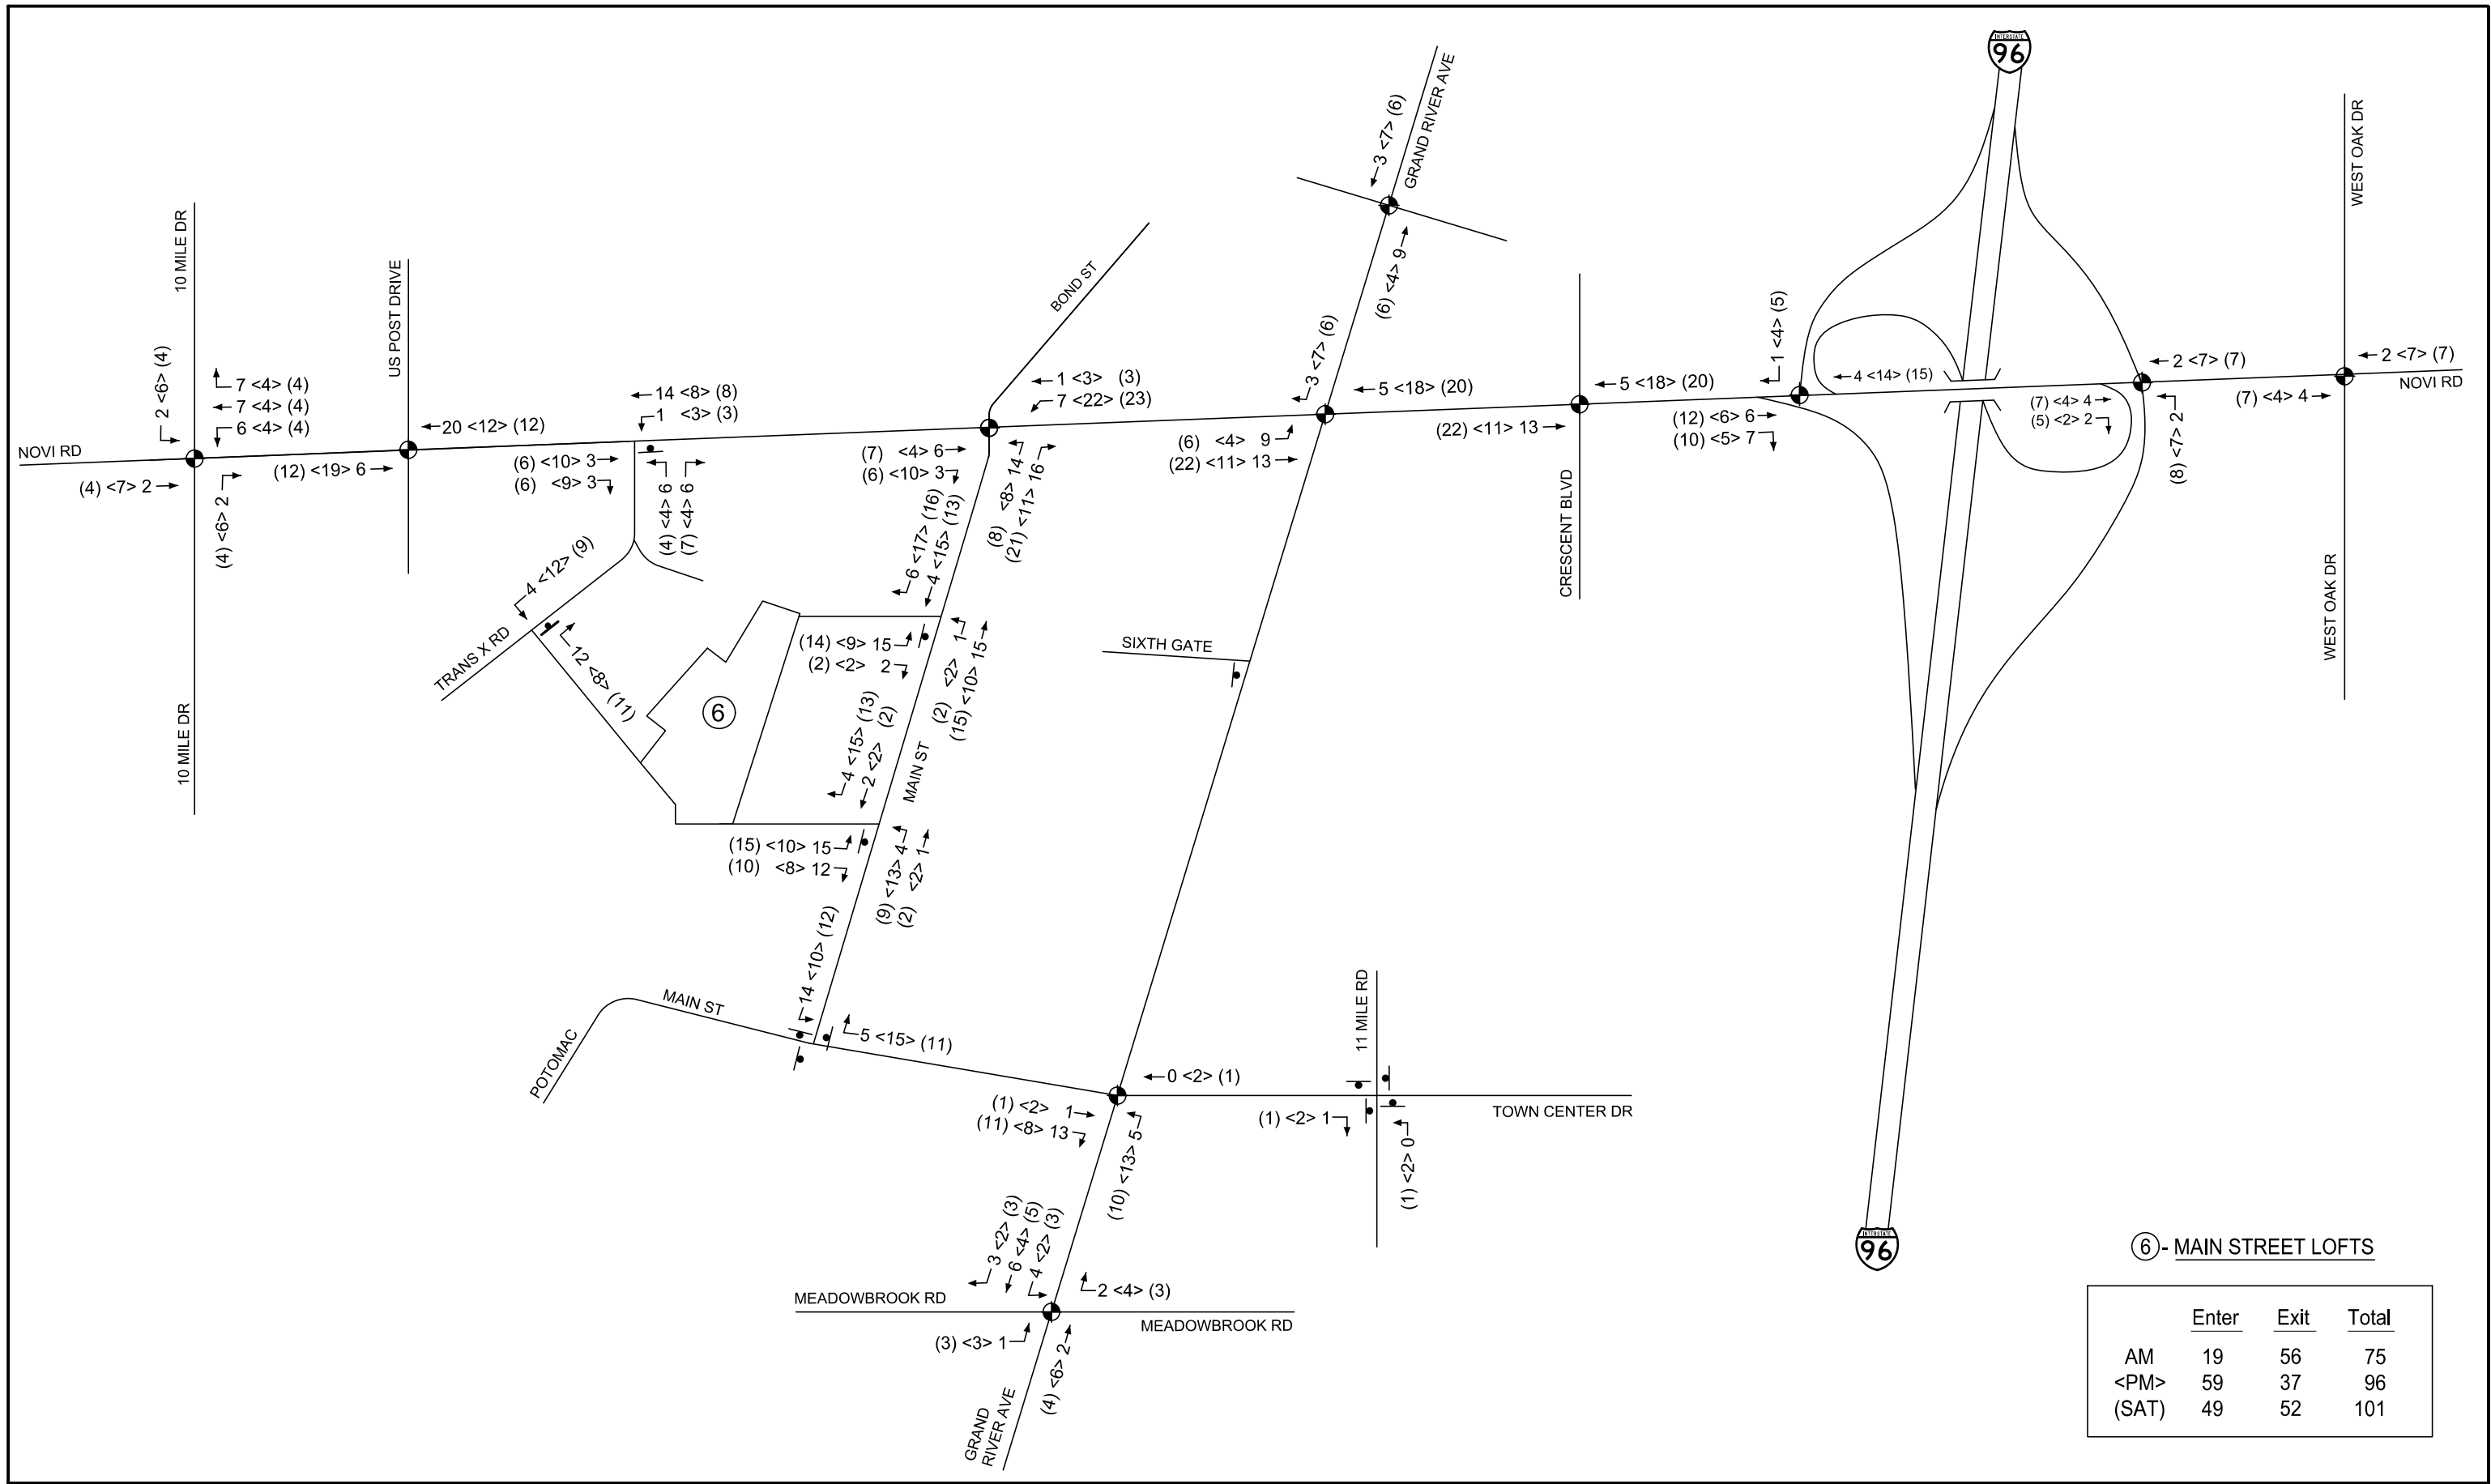 INTERSTATE
96
GRAND RIVER AVE
3 <7> (6)
(6) <4> 9
WEST OAK DR
10 MILE DR
US POST DRIVE
BOND ST
2 <6> (4)
7 <4> (4)
7 <4> (4)
6 <4> (4)
NOVI RD
(4) <7> 2
(4) <6> 2
20 <12> (12)
(12) <19> 6
14 <8> (8)
1 <3> (3)
(6) <10> 3
(6) <9> 3
(4) <4> 6
(7) <4> 6
1 <3> (3)
7 <22> (23)
(7) <4> 6
(6) <10> 3
(8) <8> 14
(21) <11> 16
3 <7> (6)
5 <18> (20)
(6) <4> 9
(22) <11> 13
5 <18> (20)
(22) <11> 13
1 <4> (5)
4 <14> (15)
(12) <6> 6
(10) <5> 7
(7) <4> 4
(5) <2> 2
2 <7> (7)
(8) <7> 2
2 <7> (7)
(7) <4> 4
NOVI RD
CRESCENT BLVD
WEST OAK DR
4 <12> (9)
TRANS X RD
12 <8> (11)
6 <17> (16)
4 <15> (13)
(14) <9> 15
(2) <2> 2
(2) <2> 1
(15) <10> 15
6
SIXTH GATE
10 MILE DR
4 <15> (13)
2 <2> (2)
MAIN ST
(15) <10> 15
(10) <8> 12
(9) <13> 4
(2) <2> 1
14 <10> (12)
MAIN ST
POTOMAC
5 <15> (11)
11 MILE RD
0 <2> (1)
(1) <2> 1
(11) <8> 13
(10) <13> 5
(1) <2> 1
(1) <2> 0
TOWN CENTER DR
3 <2> (3)
6 <4> (5)
4 <2> (3)
MEADOWBROOK RD
2 <4> (3)
MEADOWBROOK RD
(3) <3> 1
(4) <6> 2
GRAND
RIVER AVE
INTERSTATE
96
6 - MAIN STREET LOFTS
Enter Exit Total
AM 19 56 75
<PM> 59 37 96
(SAT) 49 52 101